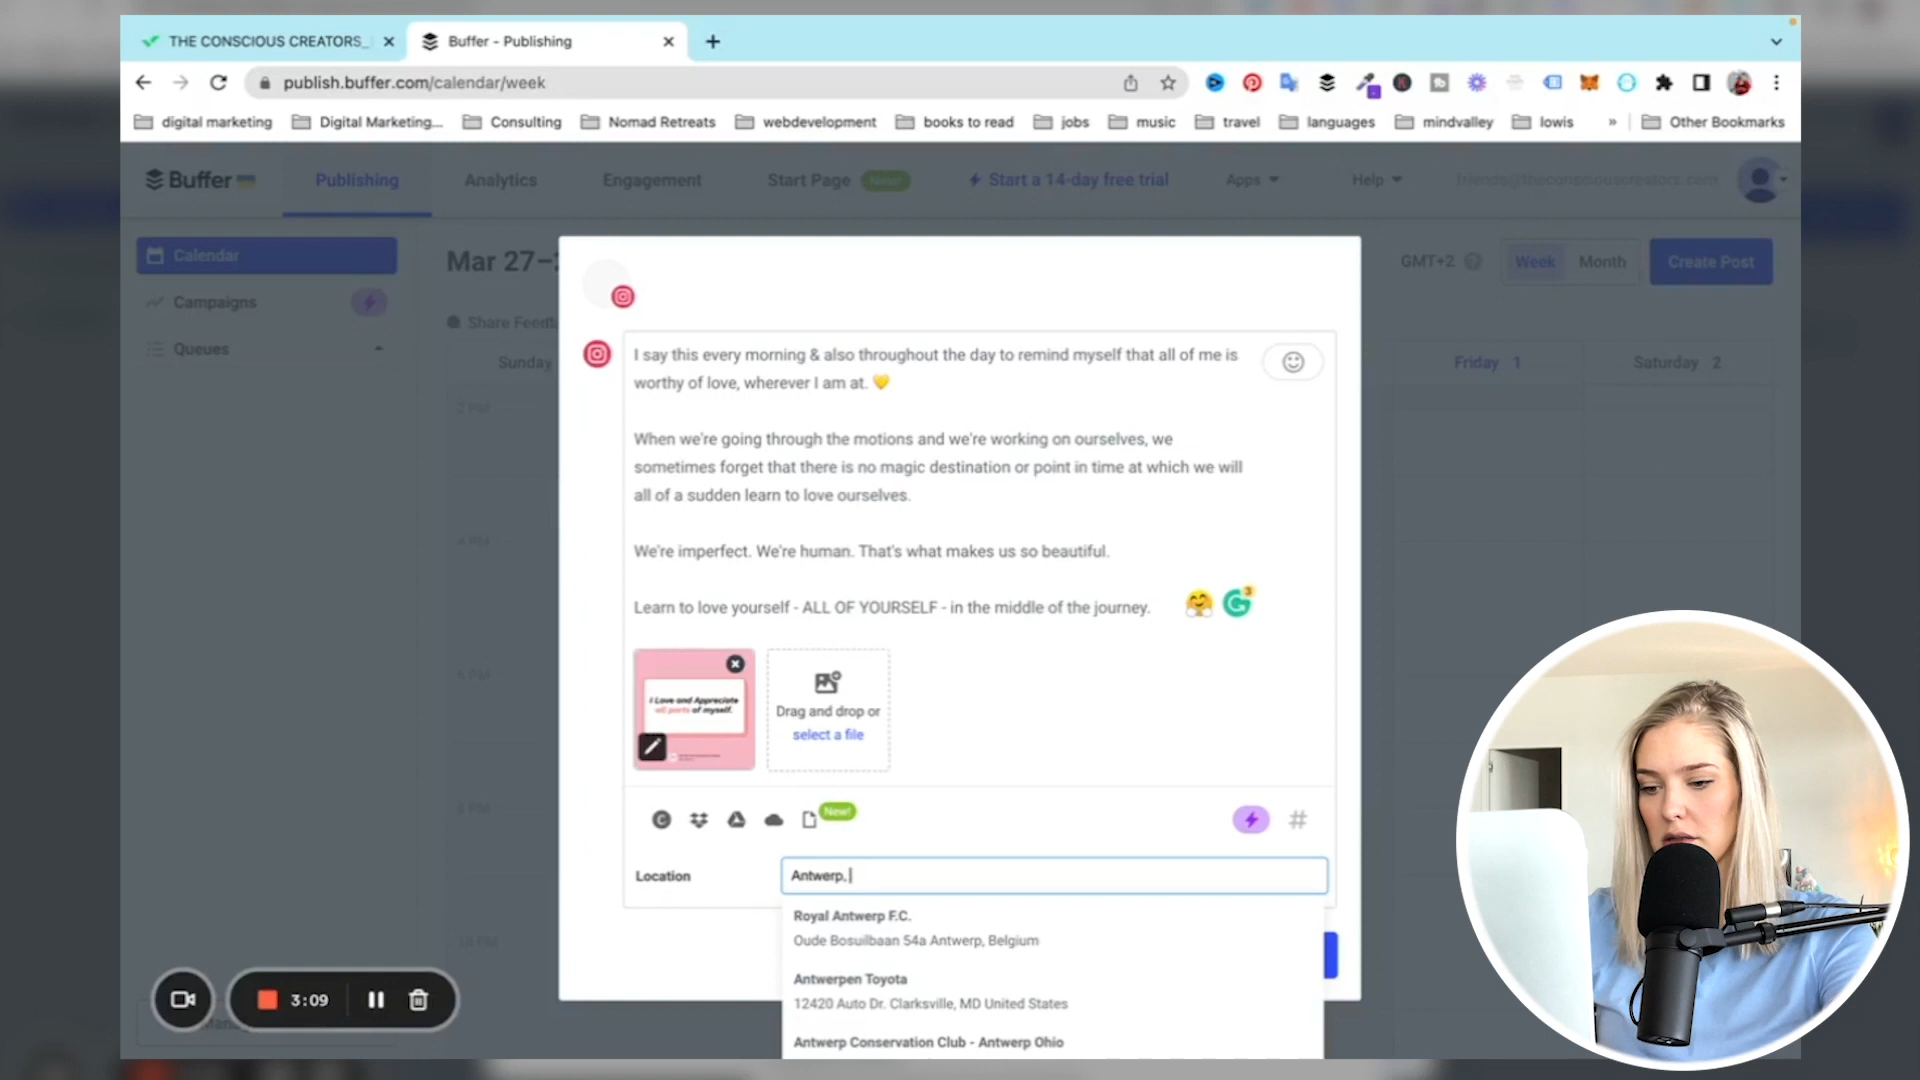 THE CONSCIOUS CREATORS_
Buffer - Publishing
publish.buffer.com/calendar/week
digital marketing
Digital Marketing...
Consulting
Nomad Retreats
webdevelopment
books to read
jobs
music
travel
languages
mindvalley
lowis
»
Other Bookmarks
Buffer
Publishing
Analytics
Engagement
Start Page
New!
Start a 14-day free trial
Apps
Help
friends@theconsciouscreators.com
Calendar
Campaigns
Queues
Mar 27–
Share Feedb
GMT+2
Week
Month
Create Post
Sunday
Friday 1
Saturday 2
2 PM
4 PM
6 PM
8 PM
10 PM
I say this every morning & also throughout the day to remind myself that all of me is
worthy of love, wherever I am at. 💛
When we're going through the motions and we're working on ourselves, we
sometimes forget that there is no magic destination or point in time at which we will
all of a sudden learn to love ourselves.
We're imperfect. We're human. That's what makes us so beautiful.
Learn to love yourself - ALL OF YOURSELF - in the middle of the journey.
3
I Love and Appreciate
all parts of myself.
Drag and drop or
select a file
New!
#
Location
Antwerp,
Royal Antwerp F.C.
Oude Bosuilbaan 54a Antwerp, Belgium
Antwerpen Toyota
12420 Auto Dr. Clarksville, MD United States
Antwerp Conservation Club - Antwerp Ohio
3:09